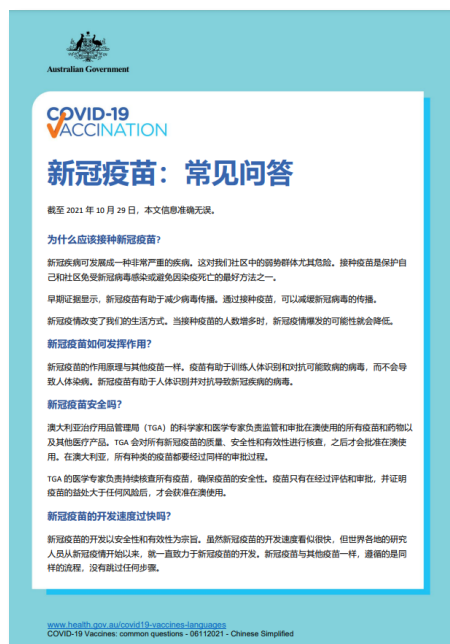 Australian Government
COVID-19
VACCINATION
新冠疫苗：常见问答
截至 2021 年 10 月 29 日，本文信息准确无误。
为什么应该接种新冠疫苗?
新冠疾病可发展成一种非常严重的疾病。这对我们社区中的弱势群体尤其危险。接种疫苗是保护自
己和社区免受新冠病毒感染或避免因染疫死亡的最好方法之一。
早期证据显示，新冠疫苗有助于减少病毒传播。通过接种疫苗，可以减缓新冠病毒的传播。
新冠疫情改变了我们的生活方式。当接种疫苗的人数增多时，新冠疫情爆发的可能性就会降低。
新冠疫苗如何发挥作用?
新冠疫苗的作用原理与其他疫苗一样。疫苗有助于训练人体识别和对抗可能致病的病毒，而不会导
致人体染病。新冠疫苗有助于人体识别并对抗导致新冠疾病的病毒。
新冠疫苗安全吗?
澳大利亚治疗用品管理局（TGA）的科学家和医学专家负责监管和审批在澳使用的所有疫苗和药物以
及其他医疗产品。TGA 会对所有新冠疫苗的质量、安全性和有效性进行核查，之后才会批准在澳使
用。在澳大利亚，所有种类的疫苗都要经过同样的审批过程。
TGA 的医学专家负责持续核查所有疫苗，确保疫苗的安全性。疫苗只有在经过评估和审批，并证明
疫苗的益处大于任何风险后，才会获准在澳使用。
新冠疫苗的开发速度过快吗?
新冠疫苗的开发以安全性和有效性为宗旨。虽然新冠疫苗的开发速度看似很快，但世界各地的研究
人员从新冠疫情开始以来，就一直致力于新冠疫苗的开发。新冠疫苗与其他疫苗一样，遵循的是同
样的流程，没有跳过任何步骤。
www.health.gov.au/covid19-vaccines-languages
COVID-19 Vaccines: common questions - 06112021 - Chinese Simplified